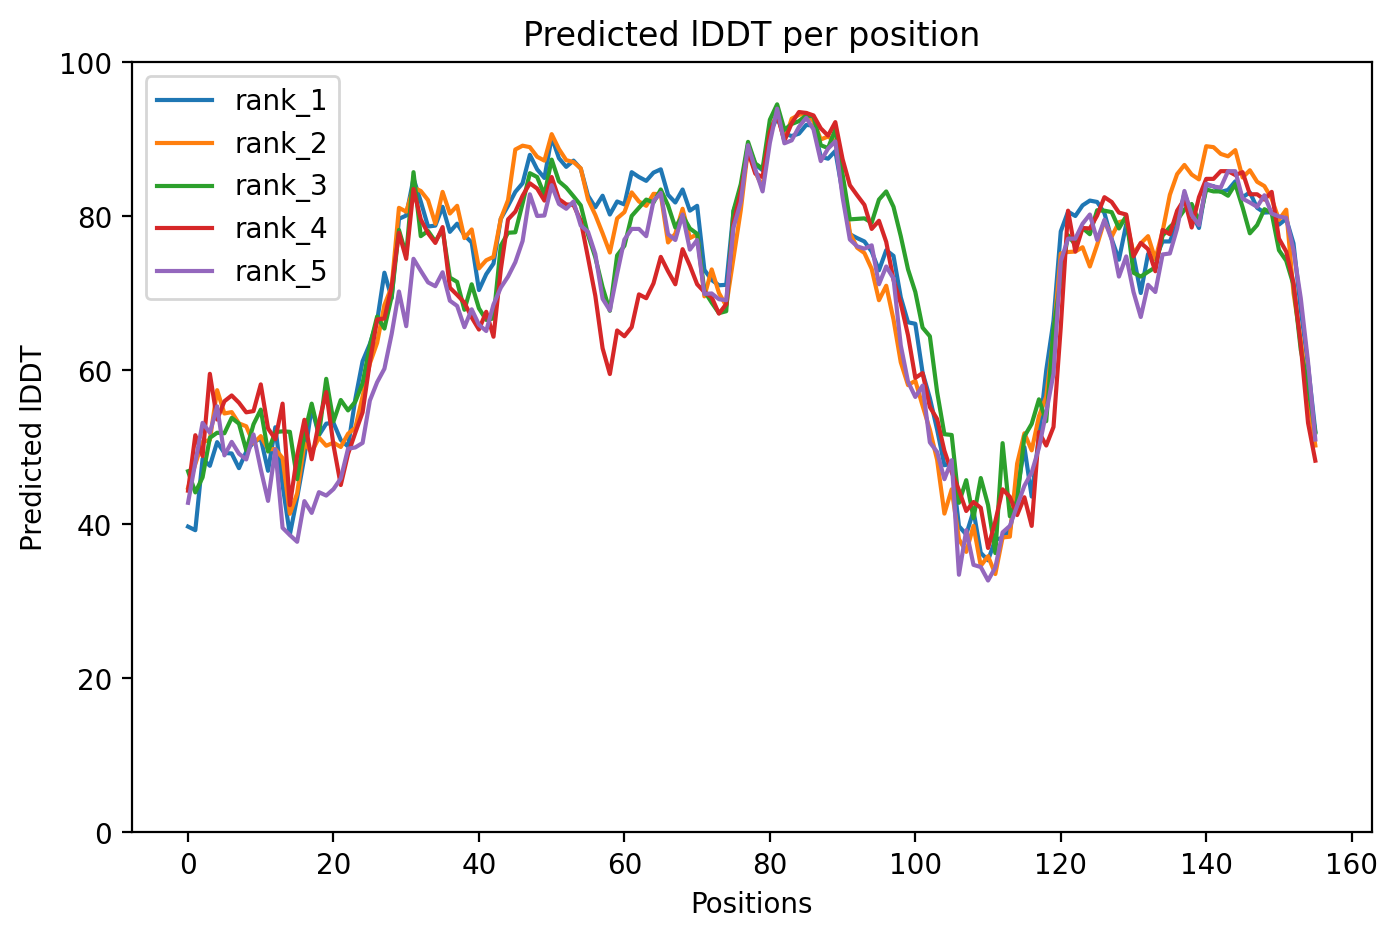 Predicted lDDT per position
100
80
60
40
20
0
Predicted lDDT
rank_1
rank_2
rank_3
rank_4
rank_5
0 20 40 60 80 100 120 140 160
Positions